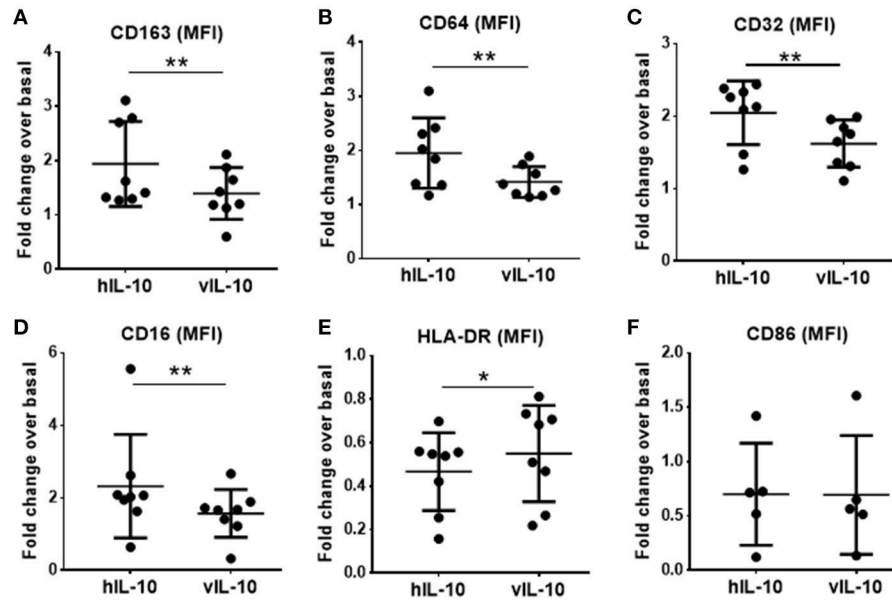 A
CD163 (MFI)
**
Fold change over basal
4
3
2
1
0
hIL-10
vIL-10
B
CD64 (MFI)
**
Fold change over basal
4
3
2
1
0
hIL-10
vIL-10
C
CD32 (MFI)
**
Fold change over basal
3
2
1
0
hIL-10
vIL-10
D
CD16 (MFI)
**
Fold change over basal
6
4
2
0
hIL-10
vIL-10
E
HLA-DR (MFI)
*
Fold change over basal
1.0
0.8
0.6
0.4
0.2
0.0
hIL-10
vIL-10
F
CD86 (MFI)
Fold change over basal
2.0
1.5
1.0
0.5
0.0
hIL-10
vIL-10